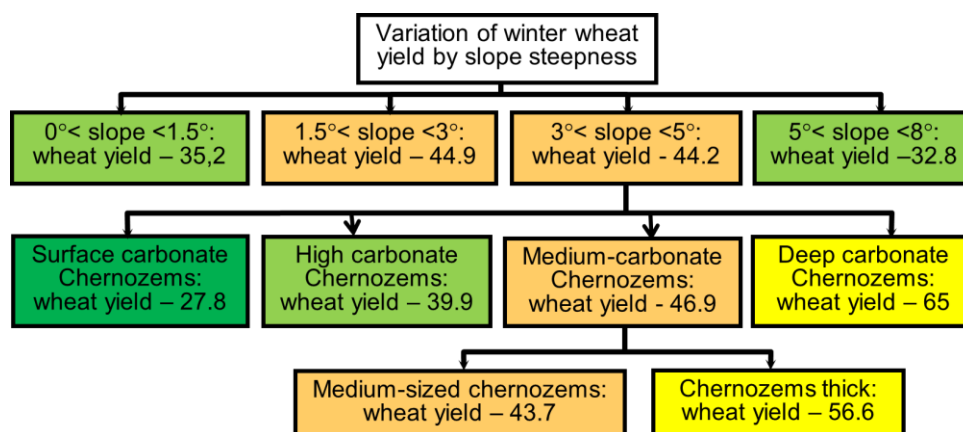 Variation of winter wheat
yield by slope steepness
0°< slope <1.5°:
wheat yield – 35,2
1.5°< slope <3°:
wheat yield – 44.9
3°< slope <5°:
wheat yield - 44.2
5°< slope <8°:
wheat yield –32.8
Surface carbonate
Chernozems:
wheat yield – 27.8
High carbonate
Chernozems:
wheat yield – 39.9
Medium-carbonate
Chernozems:
wheat yield - 46.9
Deep carbonate
Chernozems:
wheat yield – 65
Medium-sized chernozems:
wheat yield – 43.7
Chernozems thick:
wheat yield – 56.6